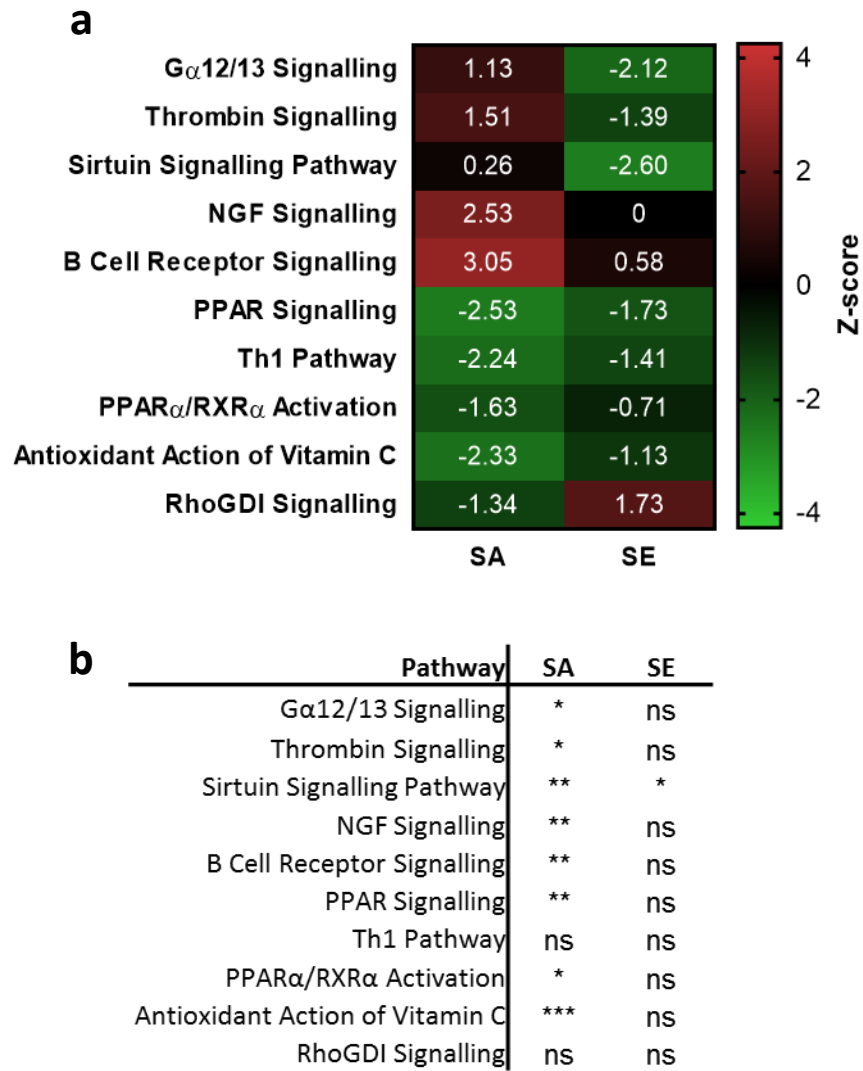 a
Gα12/13 Signalling 1.13 -2.12
Thrombin Signalling 1.51 -1.39
Sirtuin Signalling Pathway 0.26 -2.60
NGF Signalling 2.53 0
B Cell Receptor Signalling 3.05 0.58
PPAR Signalling -2.53 -1.73
Th1 Pathway -2.24 -1.41
PPARα/RXRα Activation -1.63 -0.71
Antioxidant Action of Vitamin C -2.33 -1.13
RhoGDI Signalling -1.34 1.73
SA SE
4
2
0
-2
-4
Z-score
b
Pathway SA SE
Gα12/13 Signalling * ns
Thrombin Signalling * ns
Sirtuin Signalling Pathway ** *
NGF Signalling ** ns
B Cell Receptor Signalling ** ns
PPAR Signalling ** ns
Th1 Pathway ns ns
PPARα/RXRα Activation * ns
Antioxidant Action of Vitamin C *** ns
RhoGDI Signalling ns ns